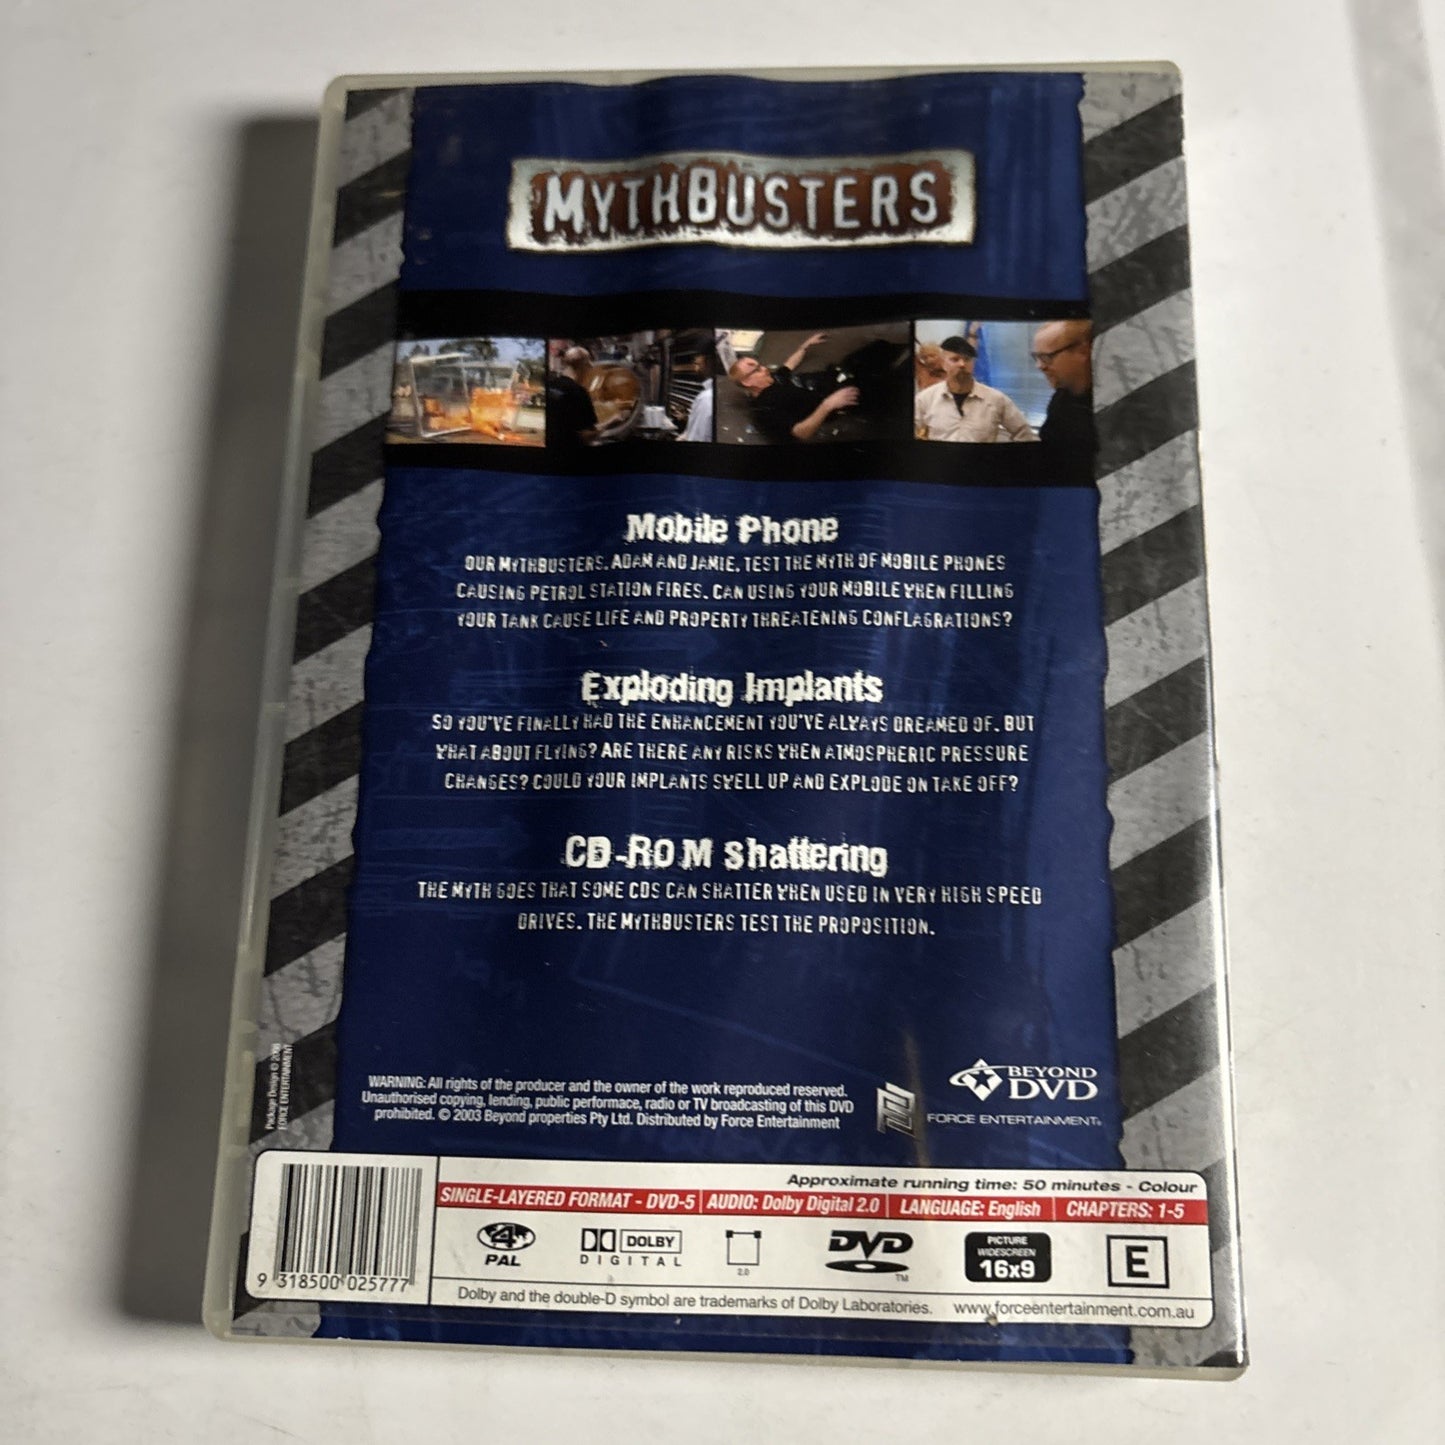 MYTHBUSTERS
Mobile Phone
OUR MYTHBUSTERS, ADAM AND JAMIE, TEST THE MYTH OF MOBILE PHONES
CAUSING PETROL STATION FIRES. CAN USING YOUR MOBILE WHEN FILLING
YOUR TANK CAUSE LIFE AND PROPERTY THREATENING CONFLAGRATIONS?
Exploding Implants
SO YOU'VE FINALLY HAD THE ENHANCEMENT YOU'VE ALWAYS DREAMED OF. BUT
WHAT ABOUT FLYING? ARE THERE ANY RISKS WHEN ATMOSPHERIC PRESSURE
CHANGES? COULD YOUR IMPLANTS SWELL UP AND EXPLODE ON TAKE OFF?
CD-ROM Shattering
THE MYTH GOES THAT SOME CDS CAN SHATTER WHEN USED IN VERY HIGH SPEED
DRIVES. THE MYTHBUSTERS TEST THE PROPOSITION.
Package Design © 2006
FORCE ENTERTAINMENT
WARNING: All rights of the producer and the owner of the work reproduced reserved.
Unauthorised copying, lending, public performace, radio or TV broadcasting of this DVD
prohibited. © 2003 Beyond properties Pty Ltd. Distributed by Force Entertainment
BEYOND
DVD
FORCE ENTERTAINMENT®
Approximate running time: 50 minutes - Colour
SINGLE-LAYERED FORMAT - DVD-5 | AUDIO: Dolby Digital 2.0 | LANGUAGE: English | CHAPTERS: 1-5
4
PAL
DOLBY
DIGITAL
2.0
DVD
TM
PICTURE
WIDESCREEN
16x9
E
9 318500 025777
Dolby and the double-D symbol are trademarks of Dolby Laboratories. www.forceentertainment.com.au